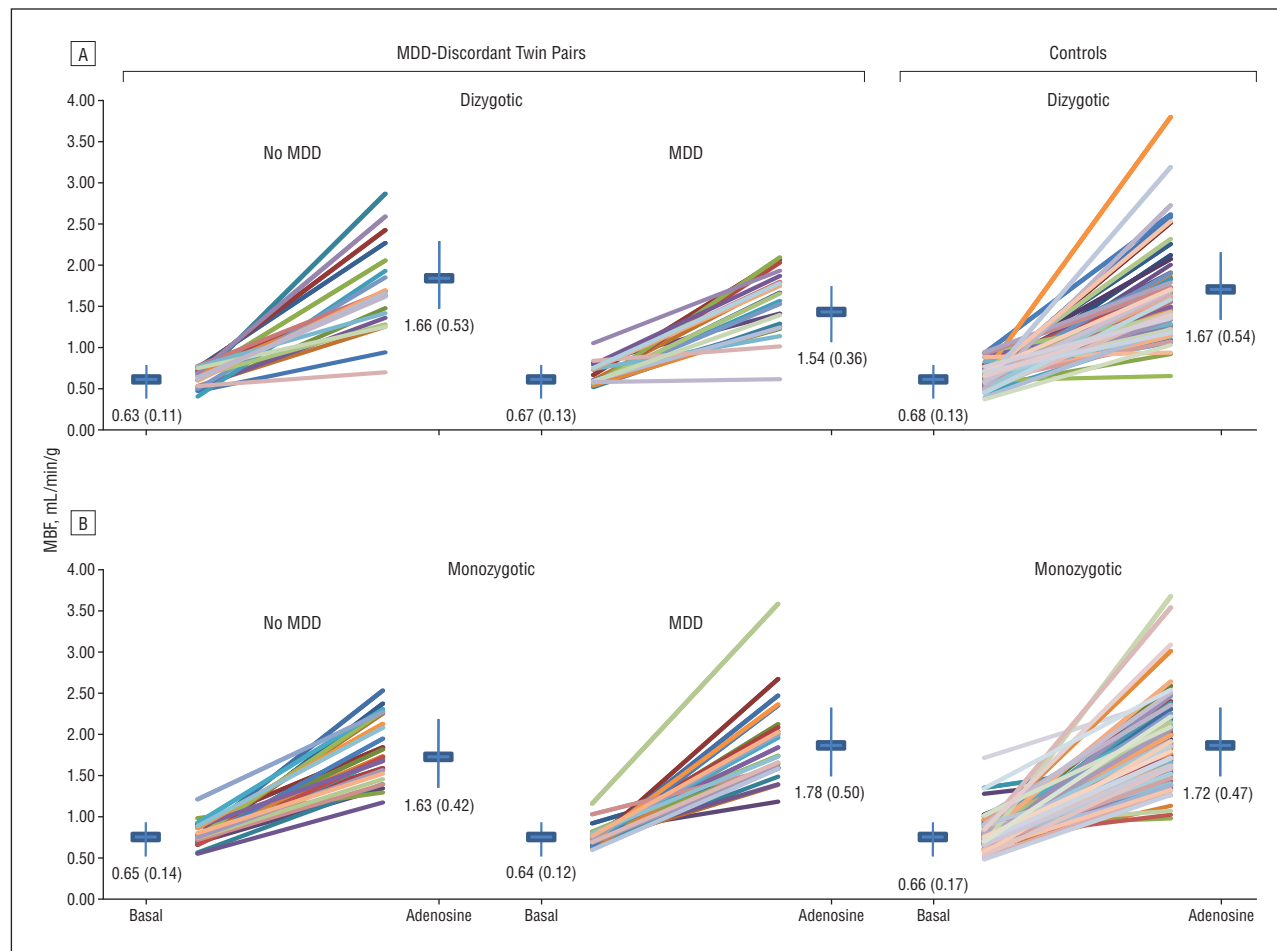 A
MDD-Discordant Twin Pairs
Controls
Dizygotic
Dizygotic
No MDD
MDD
4.00
3.50
3.00
2.50
2.00
1.50
1.00
0.50
0.00
0.63 (0.11)
1.66 (0.53)
0.67 (0.13)
1.54 (0.36)
0.68 (0.13)
1.67 (0.54)
MBF, mL/min/g
B
Monozygotic
Monozygotic
No MDD
MDD
4.00
3.50
3.00
2.50
2.00
1.50
1.00
0.50
0.00
0.65 (0.14)
1.63 (0.42)
0.64 (0.12)
1.78 (0.50)
0.66 (0.17)
1.72 (0.47)
Basal
Adenosine
Basal
Adenosine
Basal
Adenosine